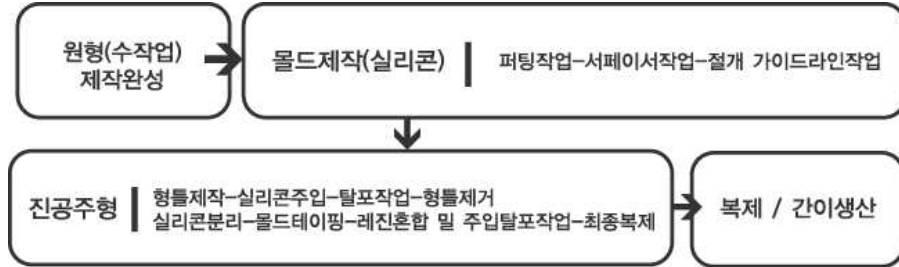 원형(수작업)
제작완성
몰드제작(실리콘)
퍼팅작업-서페이서작업-절개 가이드라인작업
진공주형
형틀제작-실리콘주입-탈포작업-형틀제거
실리콘분리-몰드테이핑-레진혼합 밀 주입탈포작업-최종복제
복제 / 간이생산